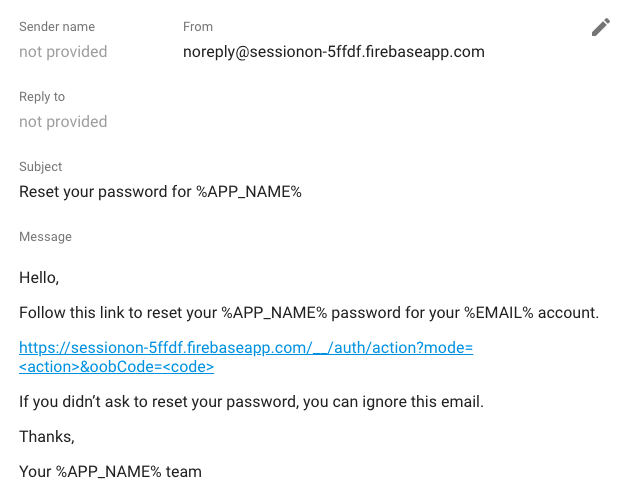 Sender name From
not provided noreply@sessionon-5ffdf.firebaseapp.com
Reply to
not provided
Subject
Reset your password for %APP_NAME%
Message
Hello,
Follow this link to reset your %APP_NAME% password for your %EMAIL% account.
https://sessionon-5ffdf.firebaseapp.com/__/auth/action?mode=
<action>&oobCode=<code>
If you didn’t ask to reset your password, you can ignore this email.
Thanks,
Your %APP_NAME% team